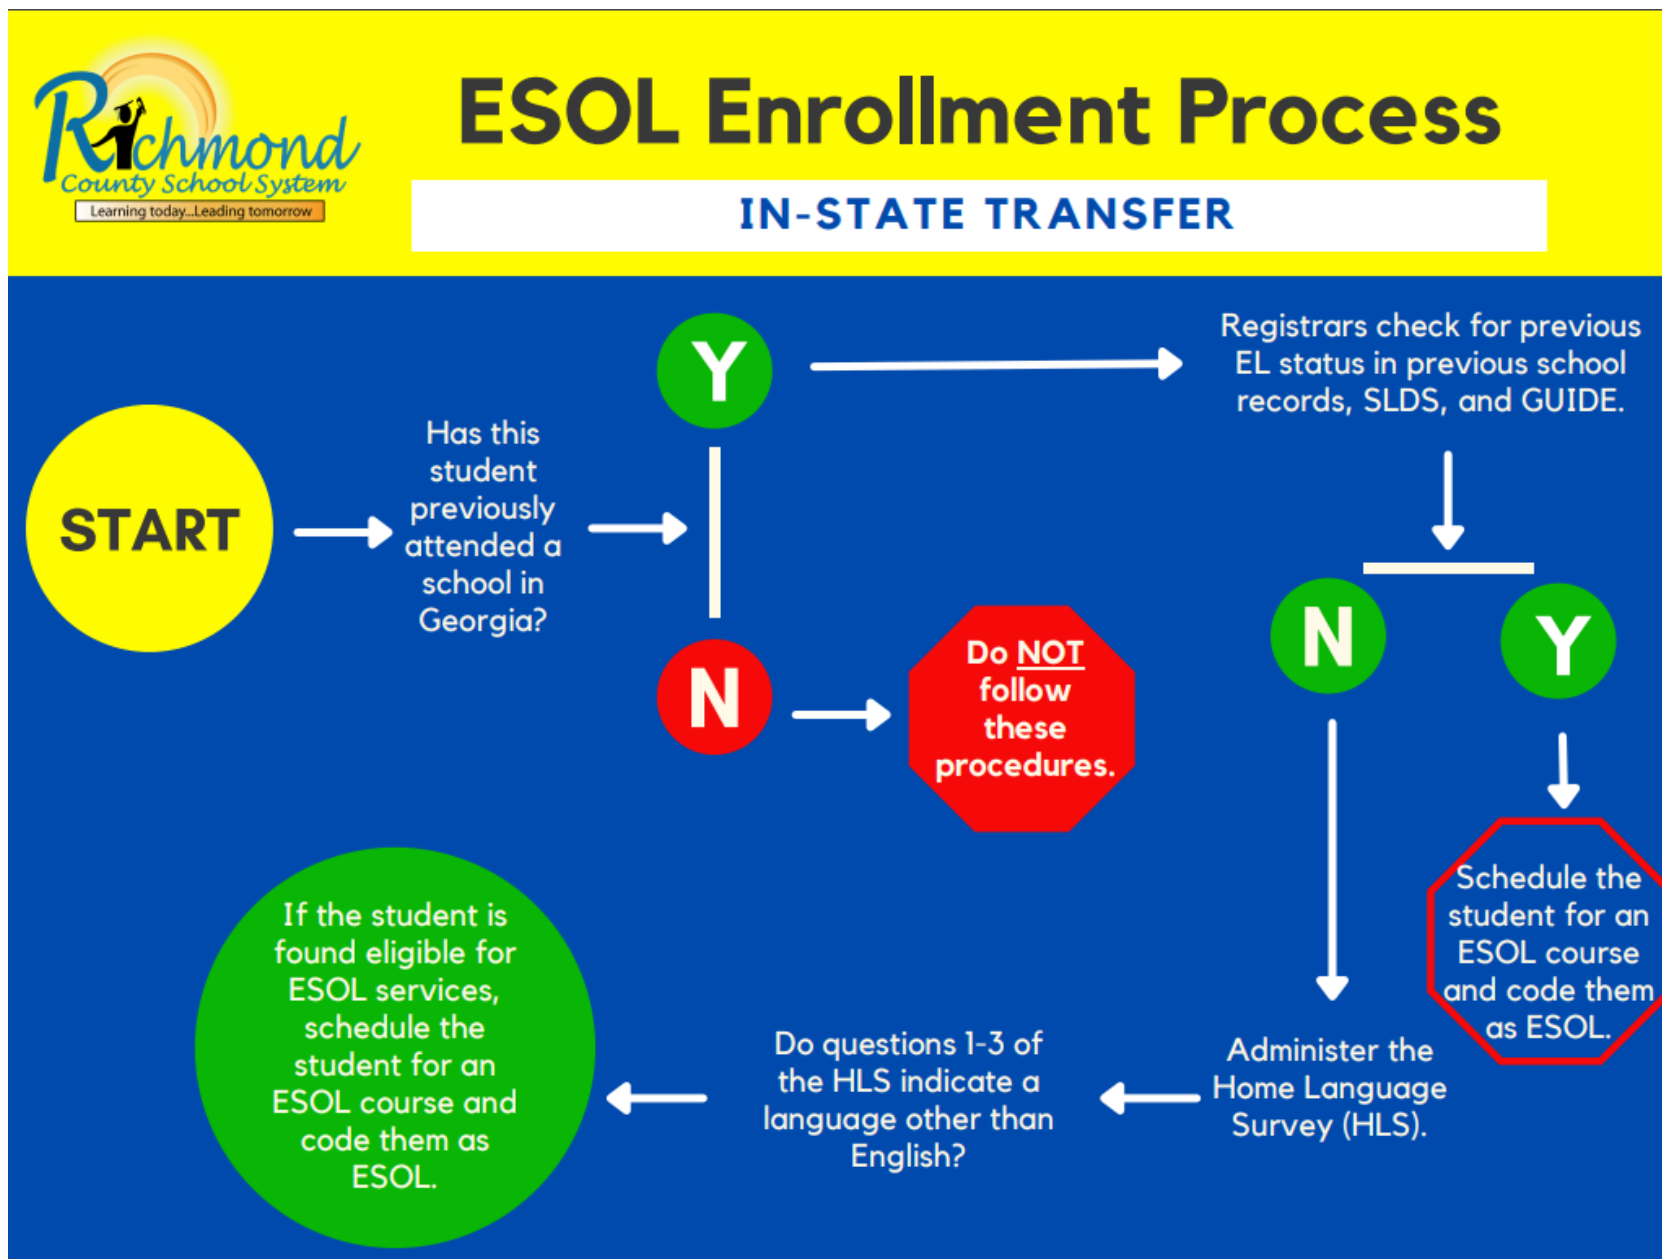 Richmond
County School System
Learning today...Leading tomorrow
ESOL Enrollment Process
IN-STATE TRANSFER
START
Has this
student
previously
attended a
school in
Georgia?
Y
N
Do NOT
follow
these
procedures.
Registrars check for previous
EL status in previous school
records, SLDS, and GUIDE.
N
Y
Schedule the
student for an
ESOL course
and code them
as ESOL.
Administer the
Home Language
Survey (HLS).
Do questions 1-3 of
the HLS indicate a
language other than
English?
If the student is
found eligible for
ESOL services,
schedule the
student for an
ESOL course and
code them as
ESOL.